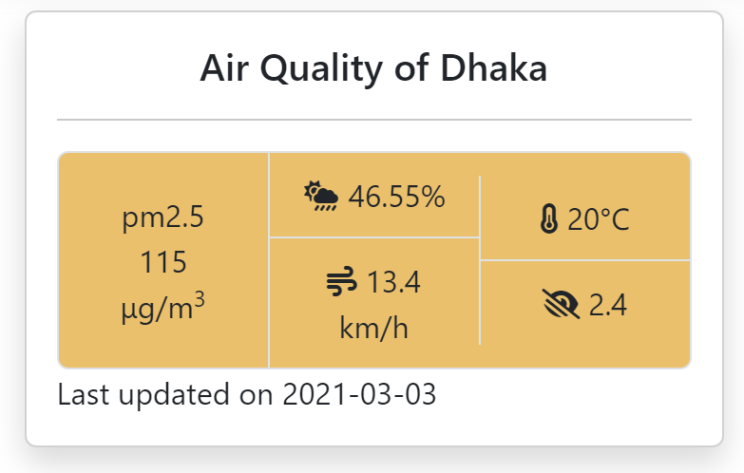 Air Quality of Dhaka
pm2.5
115
µg/m³
46.55%
13.4
km/h
20°C
2.4
Last updated on 2021-03-03